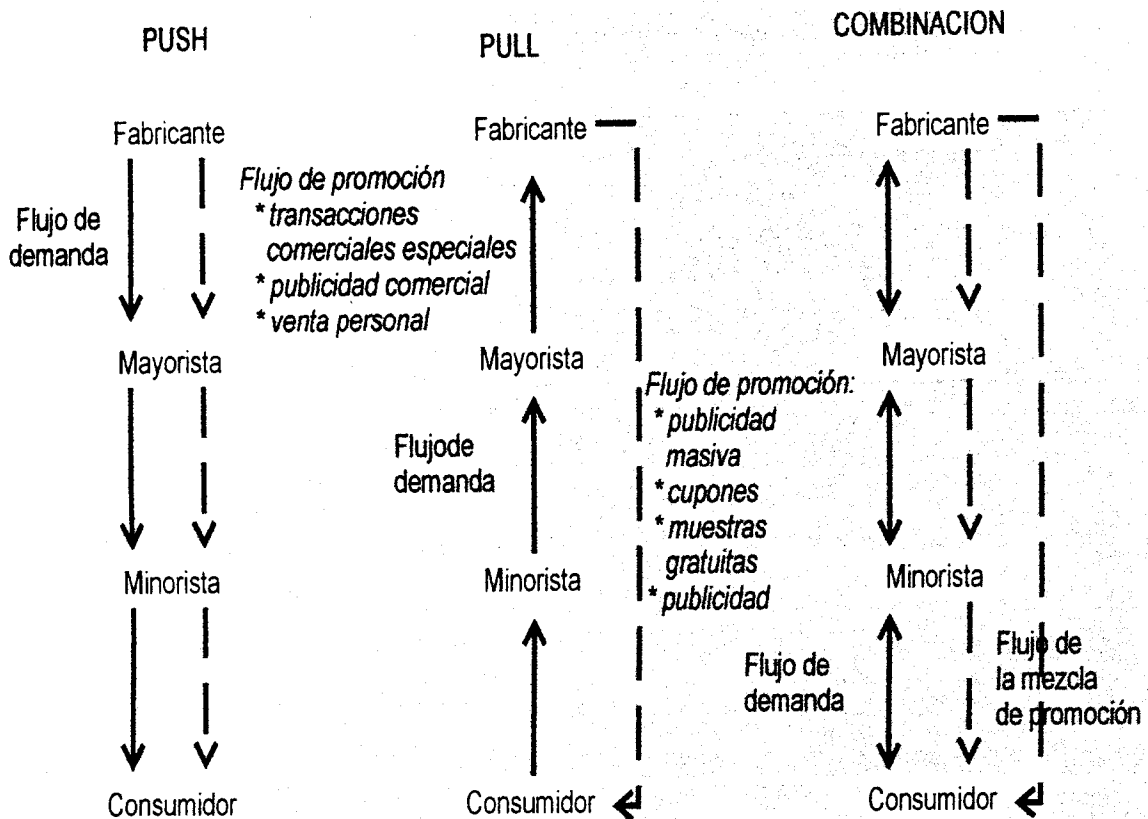 PUSH
Fabricante
Flujo de
demanda
Flujo de promoción
* transacciones
comerciales especiales
* publicidad comercial
* venta personal
Mayorista
Minorista
Consumidor
PULL
Fabricante
Mayorista
Flujode
demanda
Minorista
Consumidor
Flujo de promoción:
* publicidad
masiva
* cupones
* muestras
gratuitas
* publicidad
COMBINACION
Fabricante
Mayorista
Minorista
Flujo de
demanda
Flujo de
la mezcla
de promoción
Consumidor